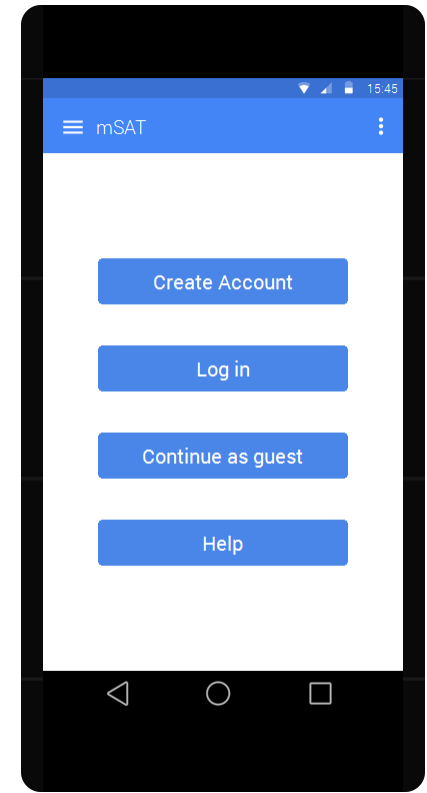 15:45
mSAT
Create Account
Log in
Continue as guest
Help